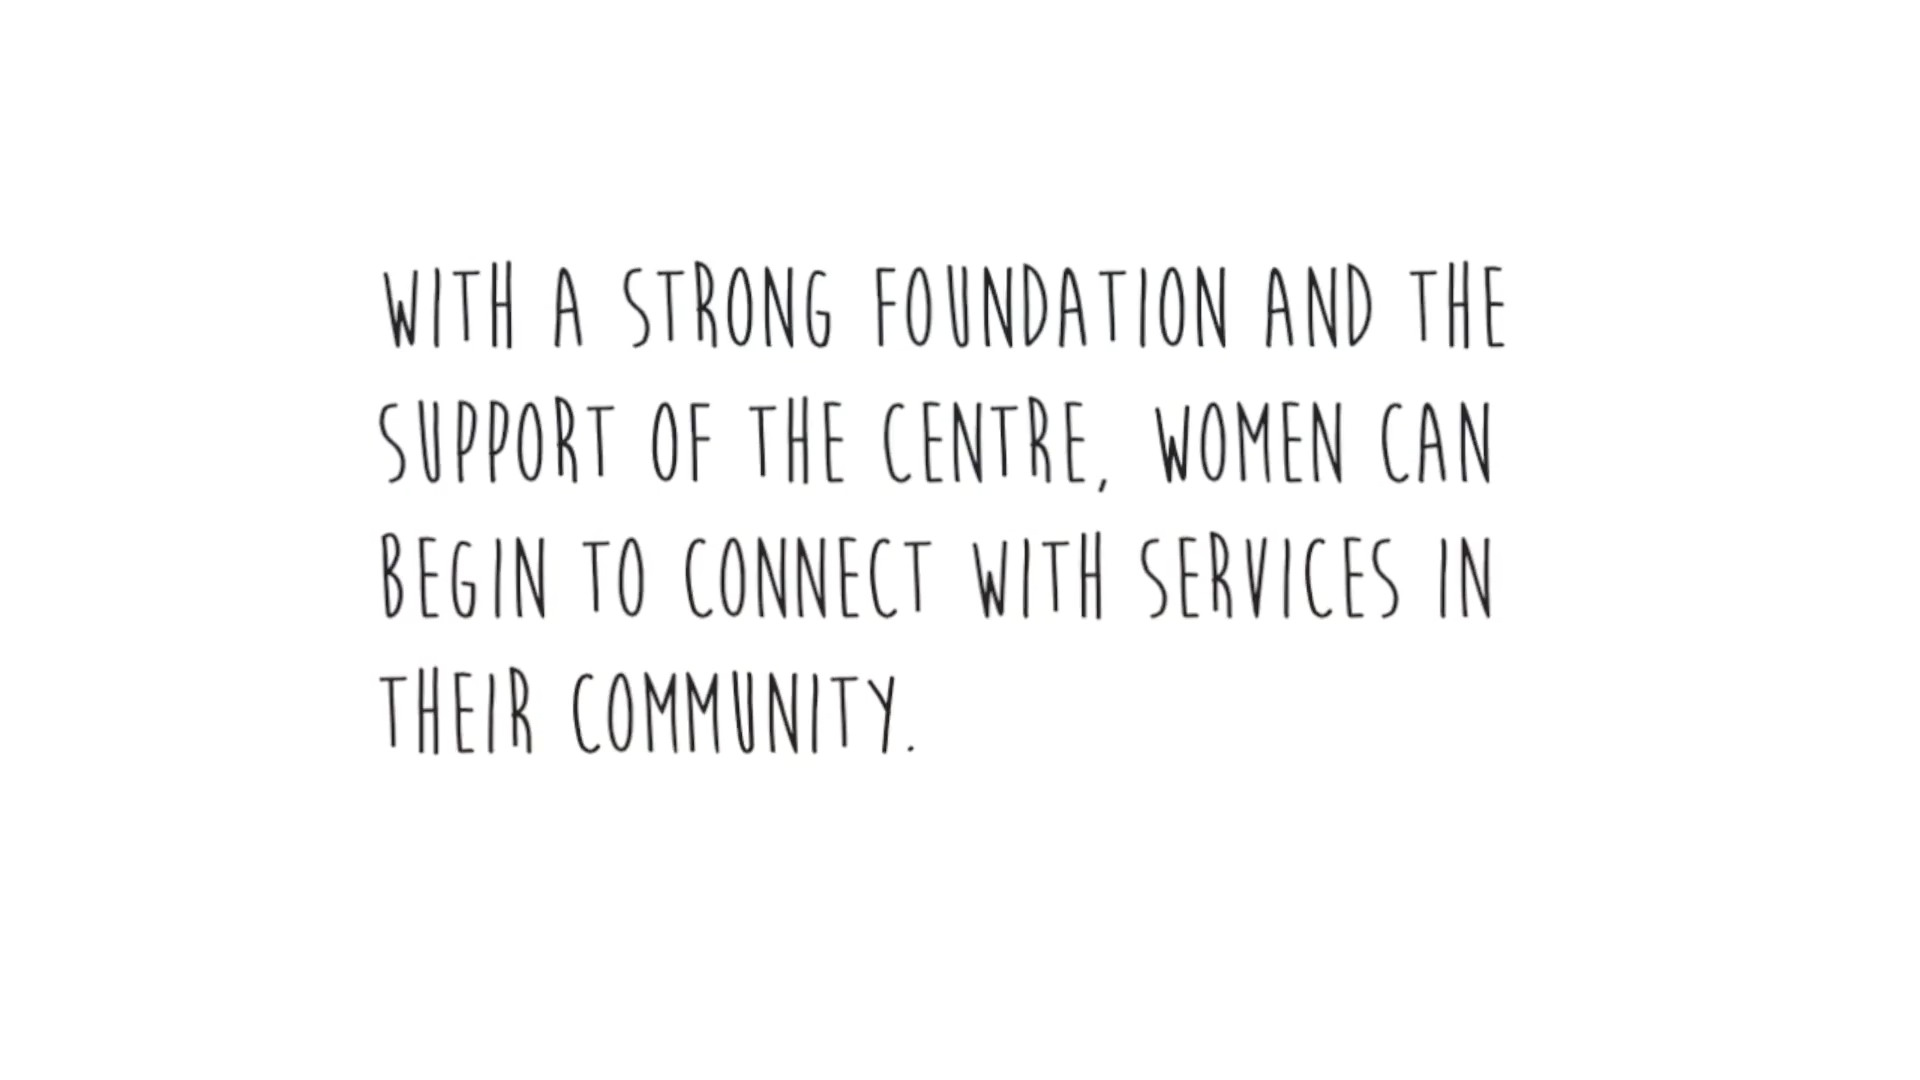 WITH A STRONG FOUNDATION AND THE
SUPPORT OF THE CENTRE, WOMEN CAN
BEGIN TO CONNECT WITH SERVICES IN
THEIR COMMUNITY.